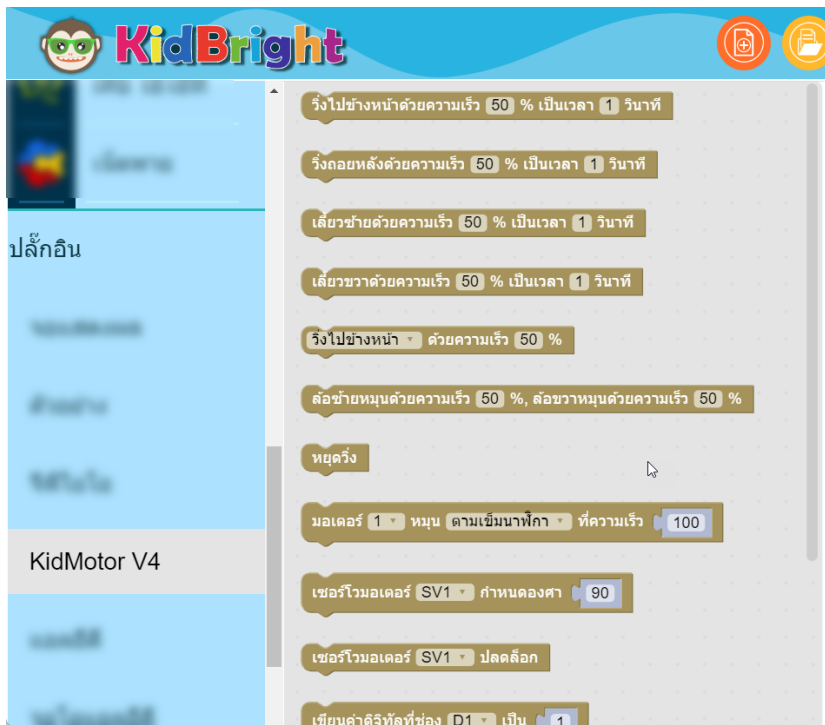 KidBright
วิ่งไปข้างหน้าด้วยความเร็ว 50 % เป็นเวลา 1 วินาที
วิ่งถอยหลังด้วยความเร็ว 50 % เป็นเวลา 1 วินาที
เลี้ยวซ้ายด้วยความเร็ว 50 % เป็นเวลา 1 วินาที
ปลั๊กอิน
เลี้ยวขวาด้วยความเร็ว 50 % เป็นเวลา 1 วินาที
วิ่งไปข้างหน้า ด้วยความเร็ว 50 %
ล้อซ้ายหมุนด้วยความเร็ว 50 %, ล้อขวาหมุนด้วยความเร็ว 50 %
หยุดวิ่ง
มอเตอร์ 1 หมุน ตามเข็มนาฬิกา ที่ความเร็ว 100
KidMotor V4
เซอร์โวมอเตอร์ SV1 กำหนดองศา 90
เซอร์โวมอเตอร์ SV1 ปลดล็อก
เขียนค่าดิจิทัลที่ช่อง D1 เป็น 1